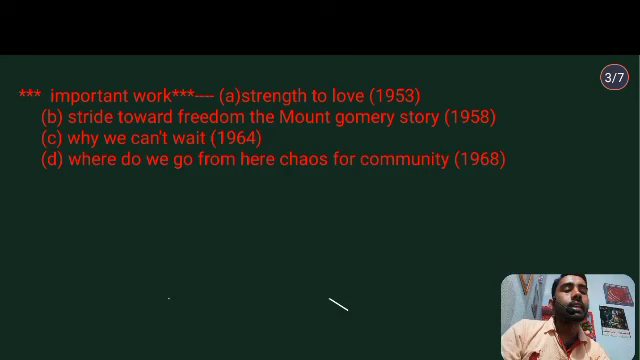 3/7
*** important work***---- (a)strength to love (1953)
(b) stride toward freedom the Mount gomery story (1958)
(c) why we can't wait (1964)
(d) where do we go from here chaos for community (1968)